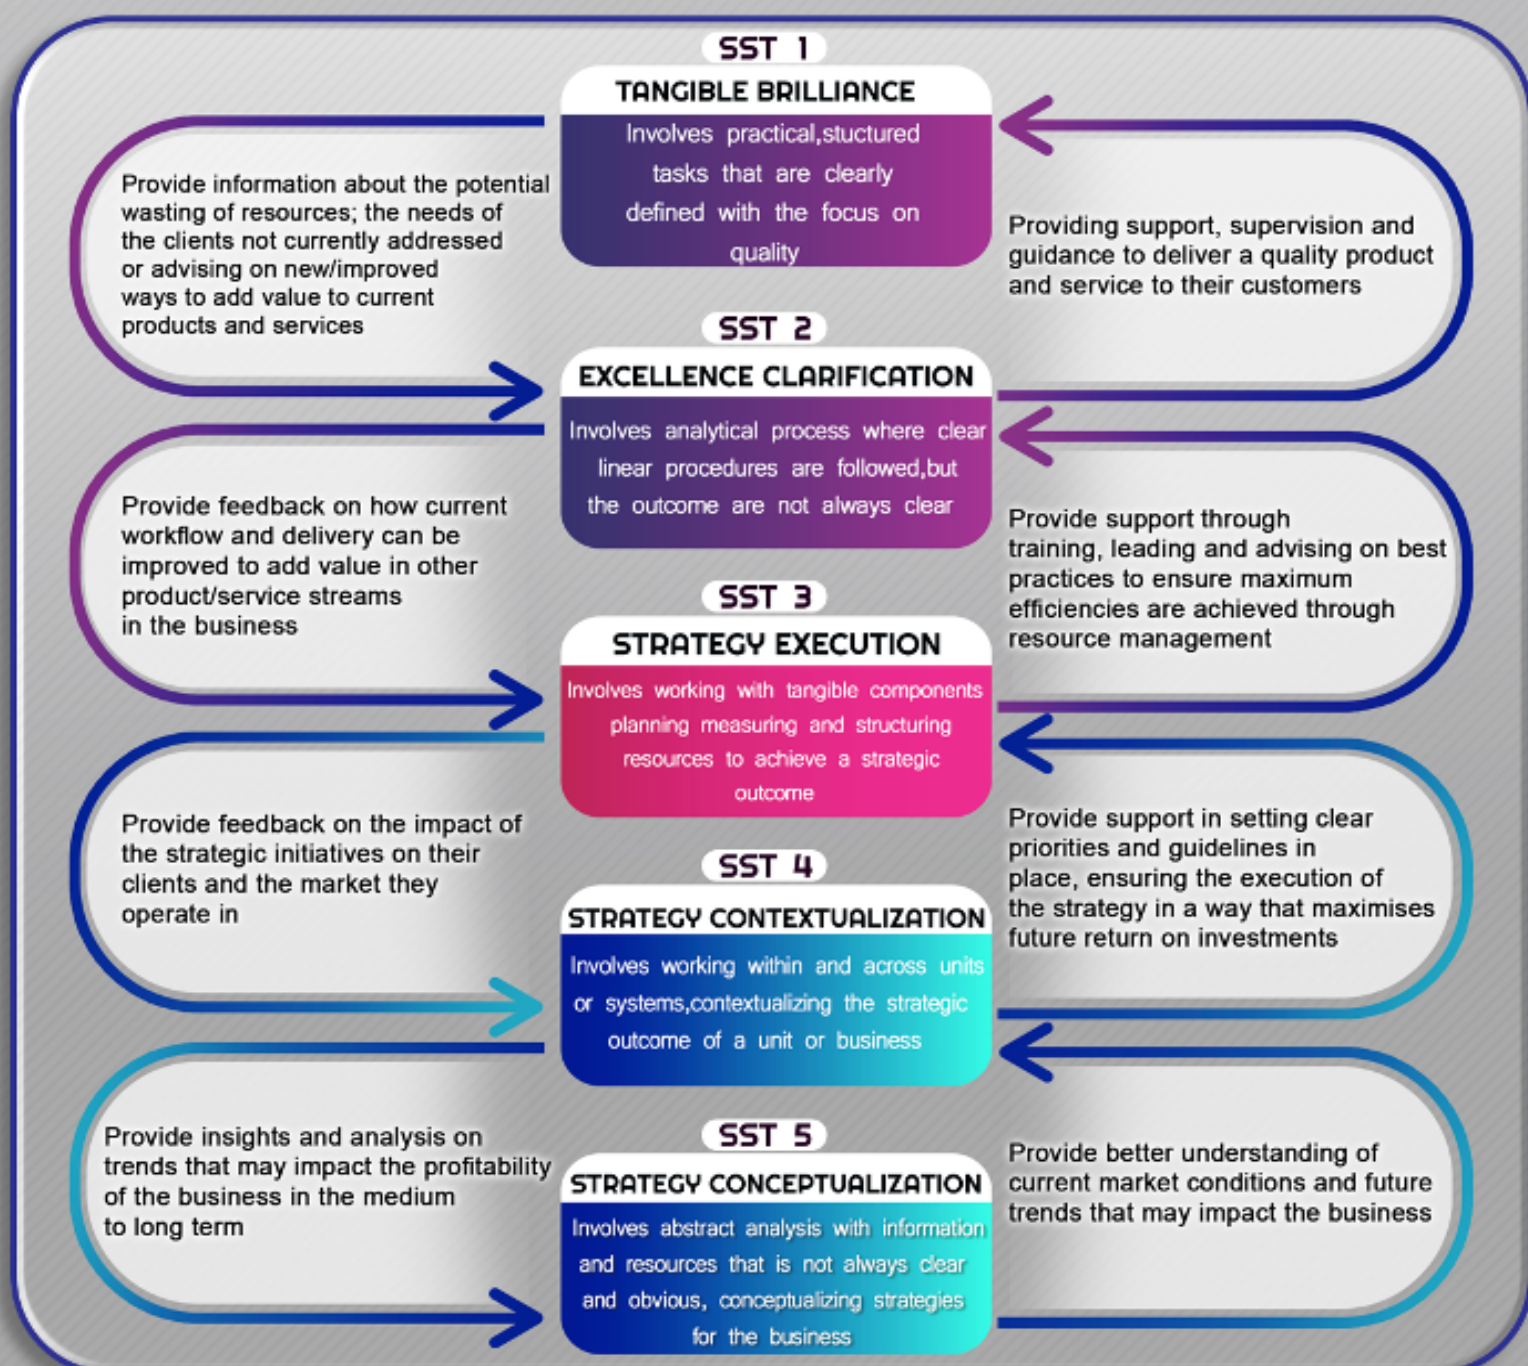 SST 1
TANGIBLE BRILLIANCE
Involves practical,stuctured
tasks that are clearly
defined with the focus on
quality
Provide information about the potential
wasting of resources; the needs of
the clients not currently addressed
or advising on new/improved
ways to add value to current
products and services
Providing support, supervision and
guidance to deliver a quality product
and service to their customers
SST 2
EXCELLENCE CLARIFICATION
Involves analytical process where clear
linear procedures are followed,but
the outcome are not always clear
Provide feedback on how current
workflow and delivery can be
improved to add value in other
product/service streams
in the business
Provide support through
training, leading and advising on best
practices to ensure maximum
efficiencies are achieved through
resource management
SST 3
STRATEGY EXECUTION
Involves working with tangible components
planning measuring and structuring
resources to achieve a strategic
outcome
Provide feedback on the impact of
the strategic initiatives on their
clients and the market they
operate in
Provide support in setting clear
priorities and guidelines in
place, ensuring the execution of
the strategy in a way that maximises
future return on investments
SST 4
STRATEGY CONTEXTUALIZATION
Involves working within and across units
or systems,contextualizing the strategic
outcome of a unit or business
Provide insights and analysis on
trends that may impact the profitability
of the business in the medium
to long term
Provide better understanding of
current market conditions and future
trends that may impact the business
SST 5
STRATEGY CONCEPTUALIZATION
Involves abstract analysis with information
and resources that is not always clear
and obvious, conceptualizing strategies
for the business